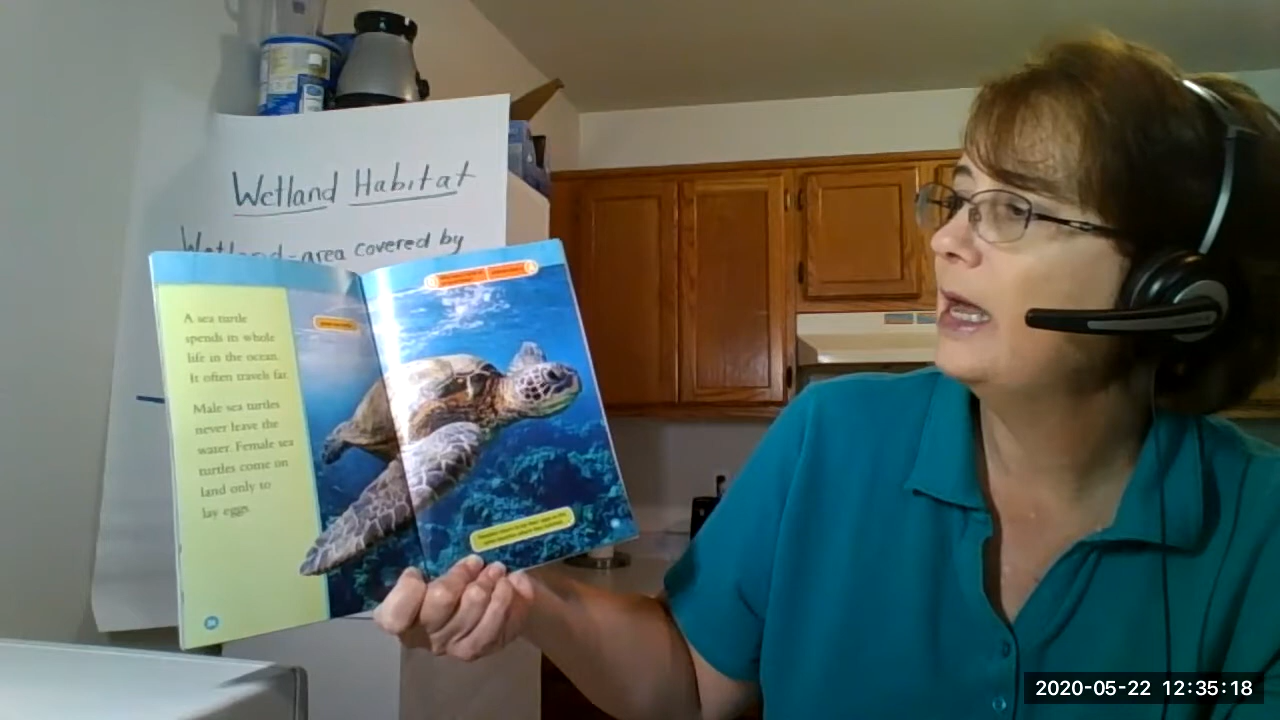 Wetland Habitat
Wetland-area covered by
A sea turtle
spends its whole
life in the ocean.
It often travels far.
Male sea turtles
never leave the
water. Female sea
turtles come on
land only to
lay eggs.
2020-05-22 12:35:18